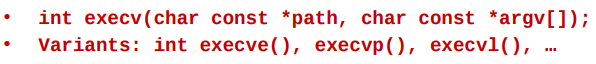 • int execv(char const *path, char const *argv[]);
• Variants: int execve(), execvp(), execvl(), …